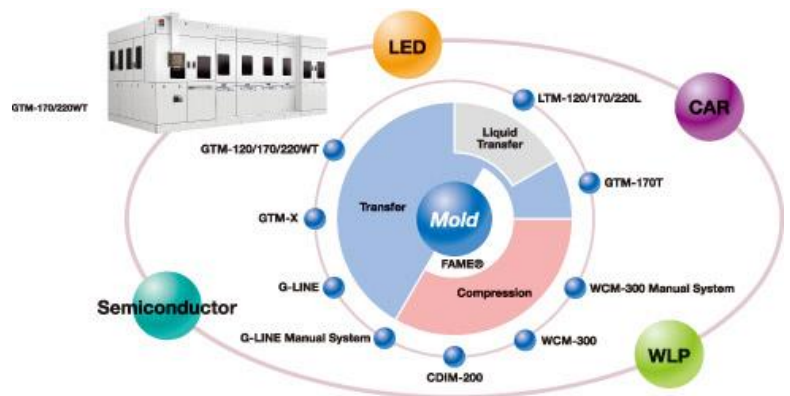 LED
CAR
GTM-170/220WT
LTM-120/170/220L
Liquid
Transfer
GTM-120/170/220WT
GTM-170T
Transfer
Mold
GTM-X
FAME®
G-LINE
Compression
WCM-300 Manual System
Semiconductor
G-LINE Manual System
WCM-300
WLP
CDIM-200